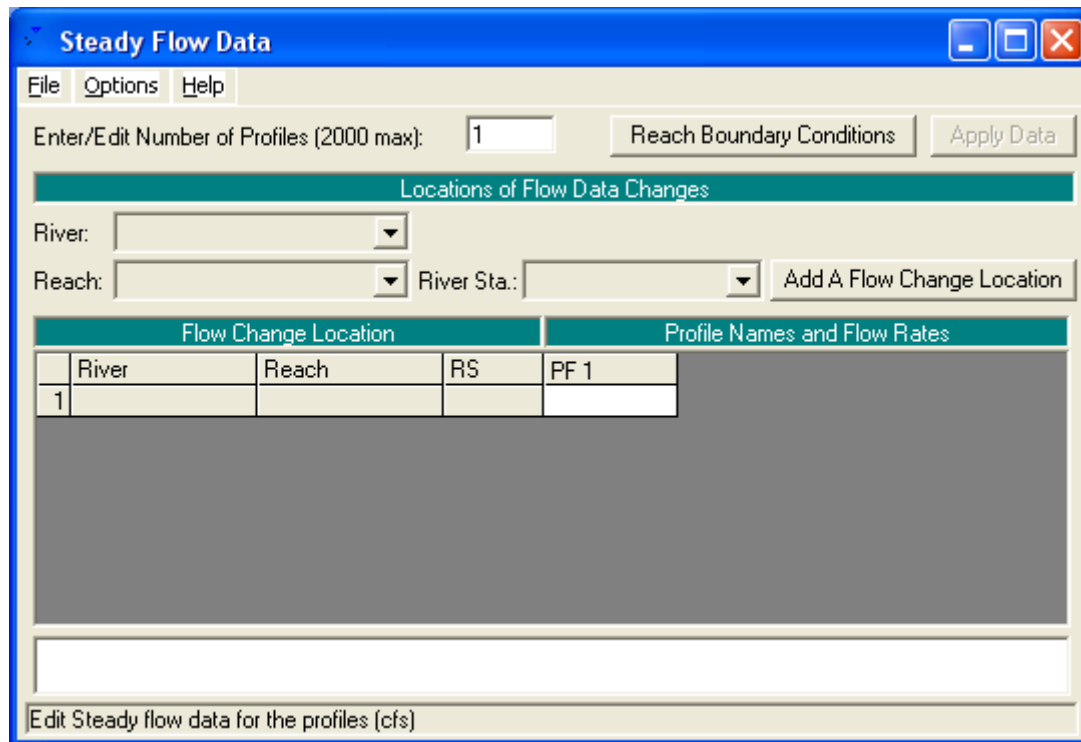 Steady Flow Data
File Options Help
Enter/Edit Number of Profiles (2000 max): 1 Reach Boundary Conditions Apply Data
Locations of Flow Data Changes
River:
Reach: River Sta.: Add A Flow Change Location
Flow Change Location Profile Names and Flow Rates
River Reach RS PF 1
1
Edit Steady flow data for the profiles (cfs)